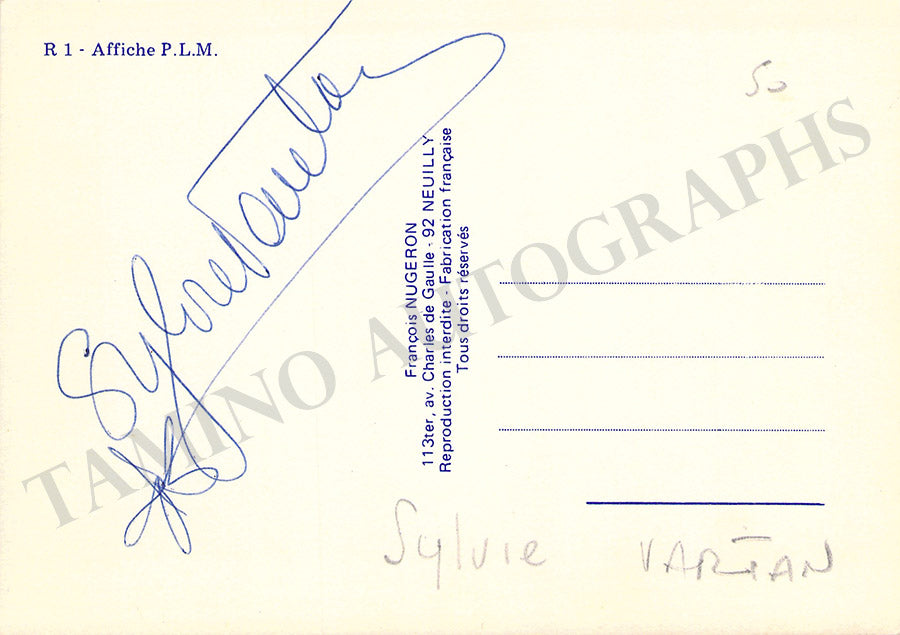 R 1 - Affiche P.L.M.
50
Sylvie Vartan
François NUGERON
113ter, av. Charles de Gaulle - 92 NEUILLY
Reproduction interdite - Fabrication française
Tous droits réservés
TAMINO AUTOGRAPHS
Sylvie VARTAN